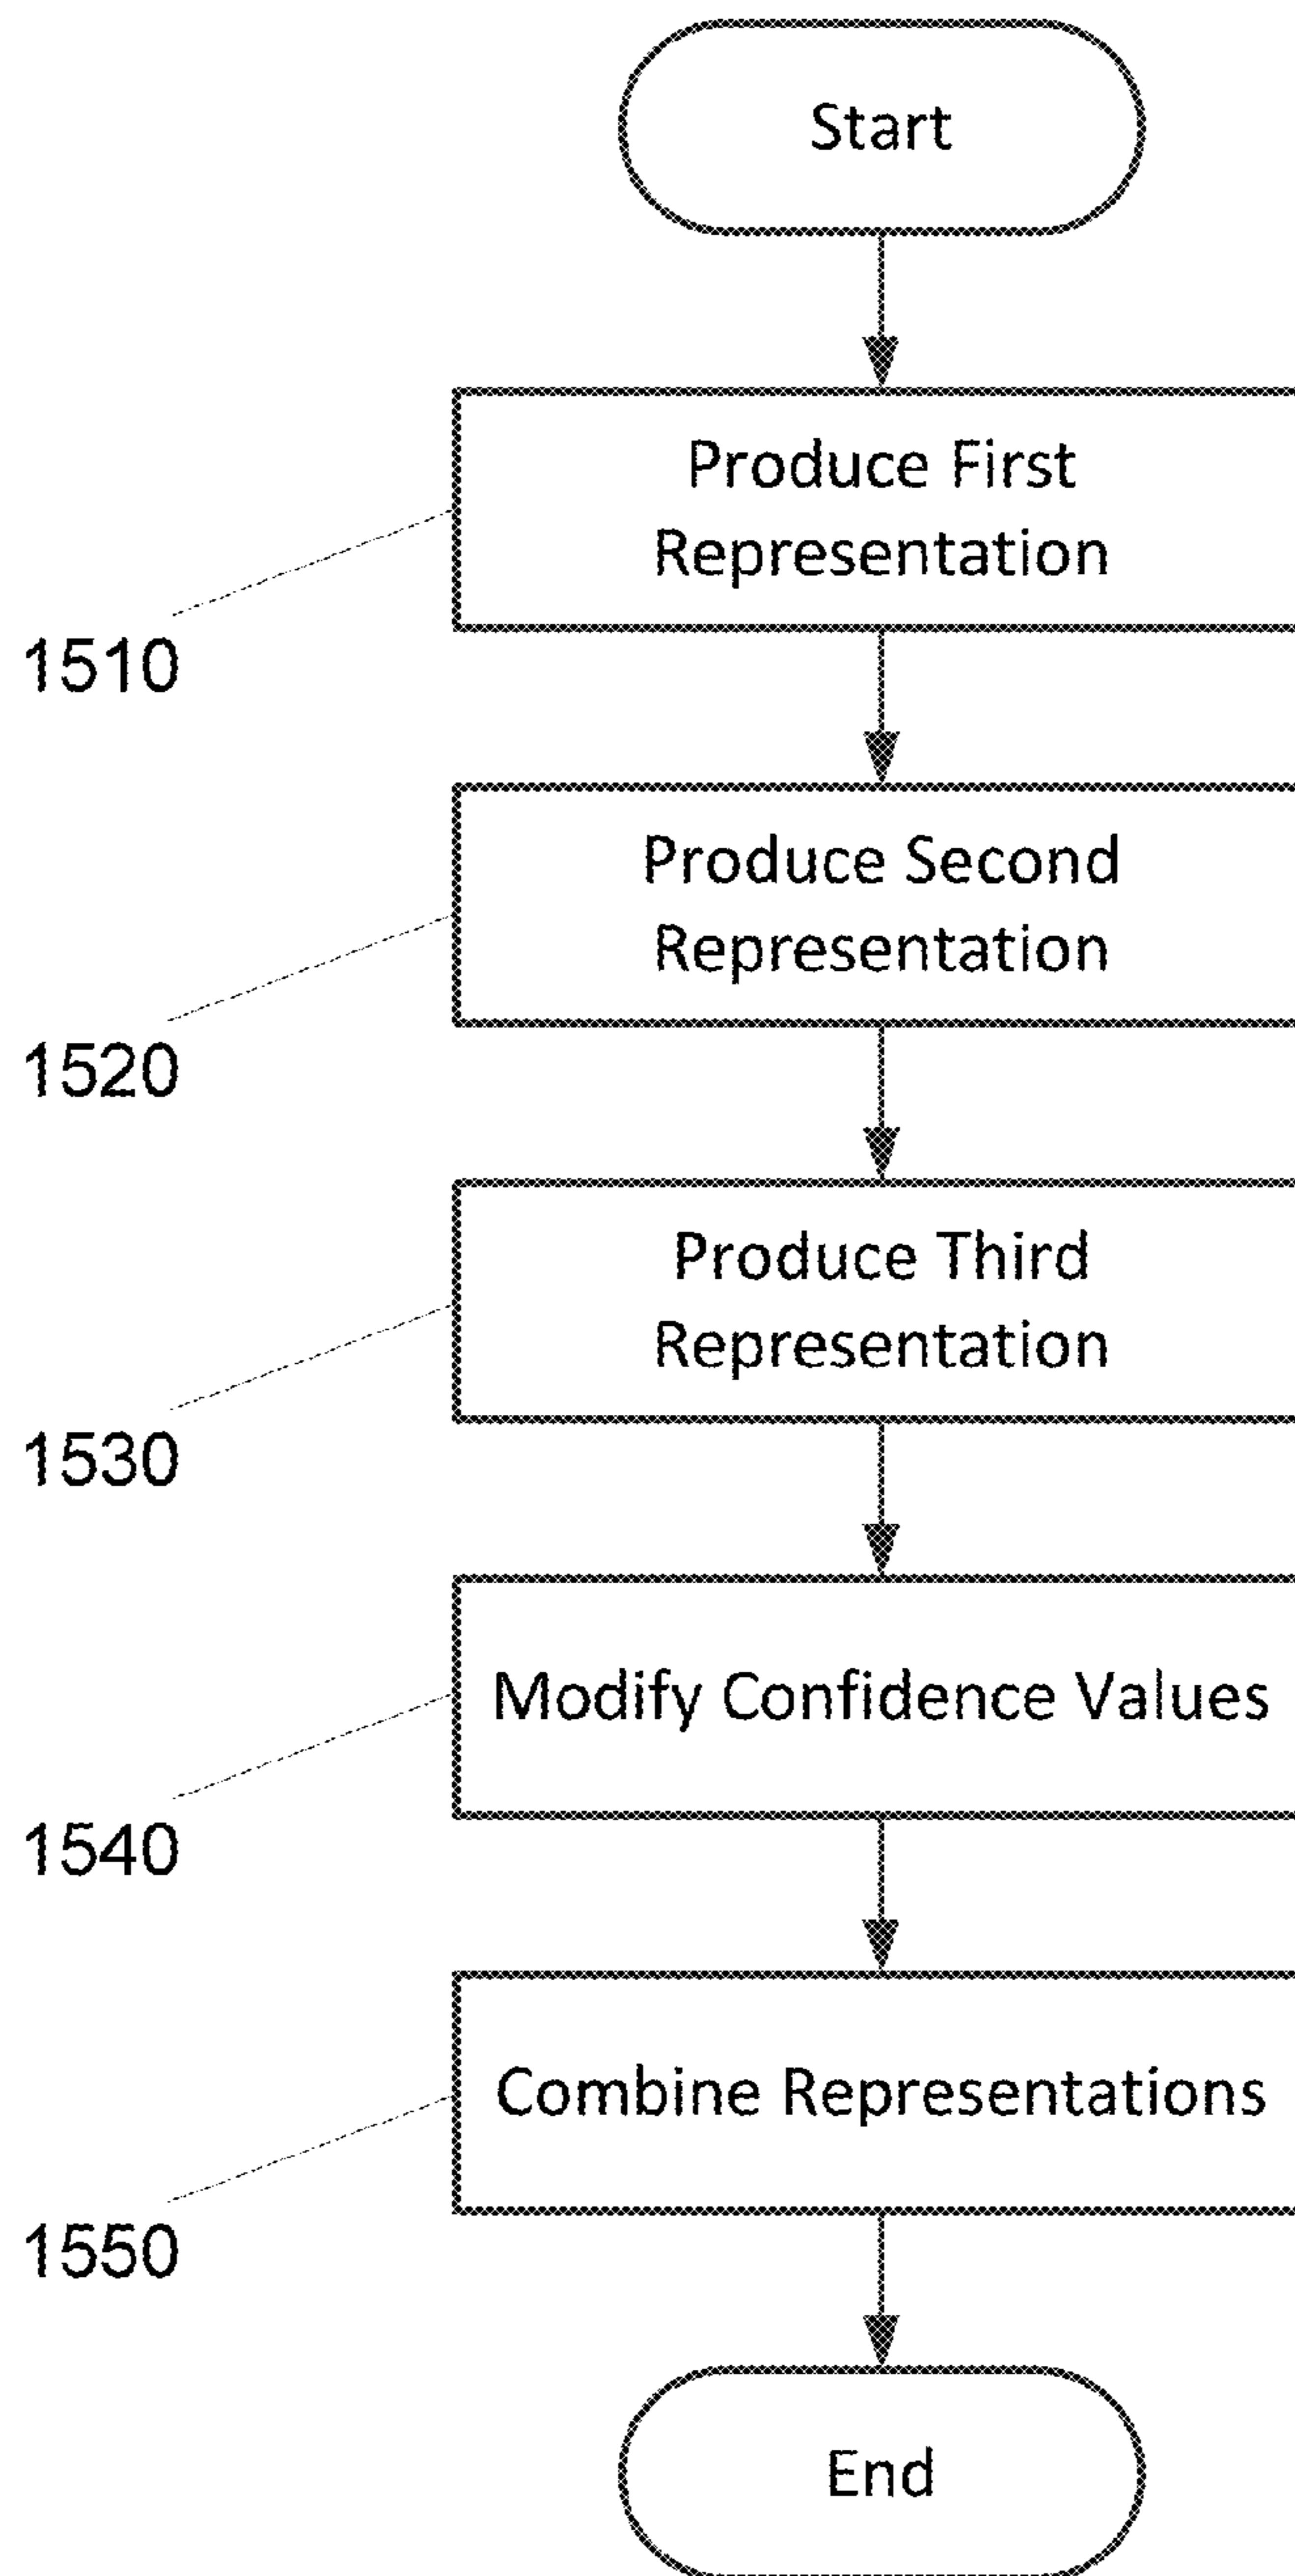 Start
Produce First
Representation
1510
Produce Second
Representation
1520
Produce Third
Representation
1530
Modify Confidence Values
1540
Combine Representations
1550
End